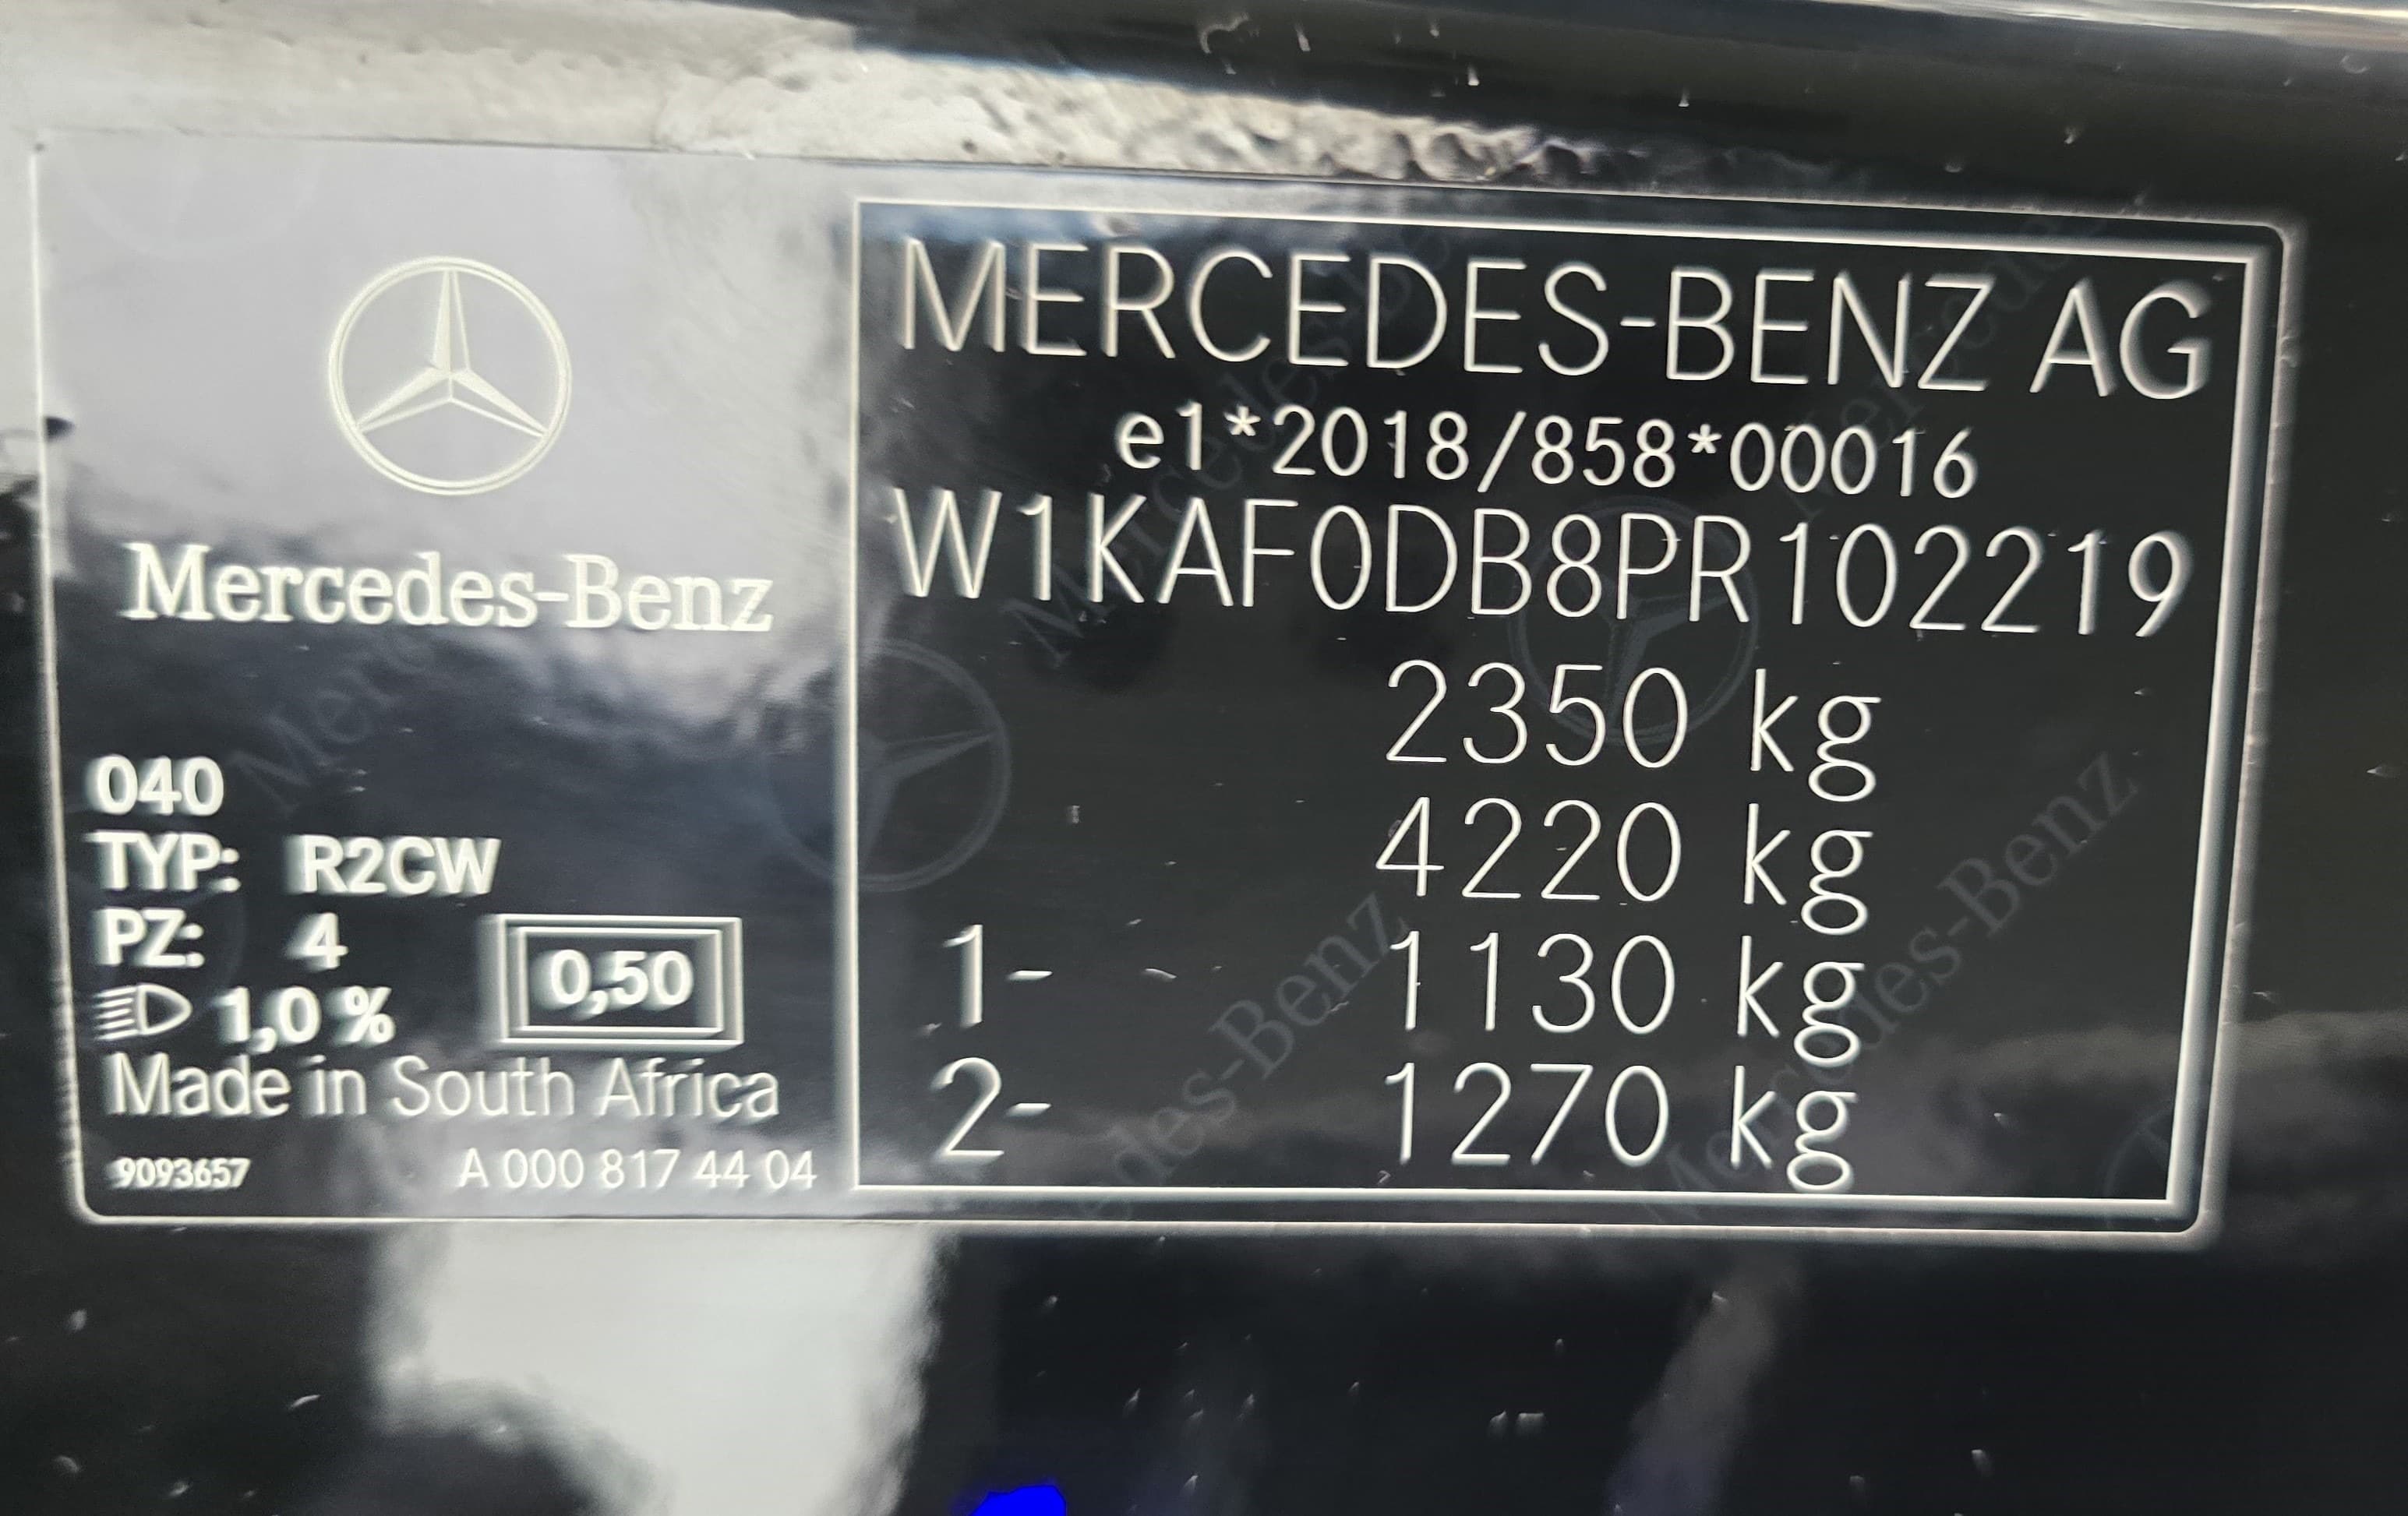 Mercedes-Benz
040
TYP: R2CW
PZ: 4
0,50
1,0 %
Made in South Africa
9093657 A 000 817 44 04
MERCEDES-BENZ AG
e1*2018/858*00016
W1KAF0DB8PR102219
2350 kg
4220 kg
1- 1130 kg
2- 1270 kg